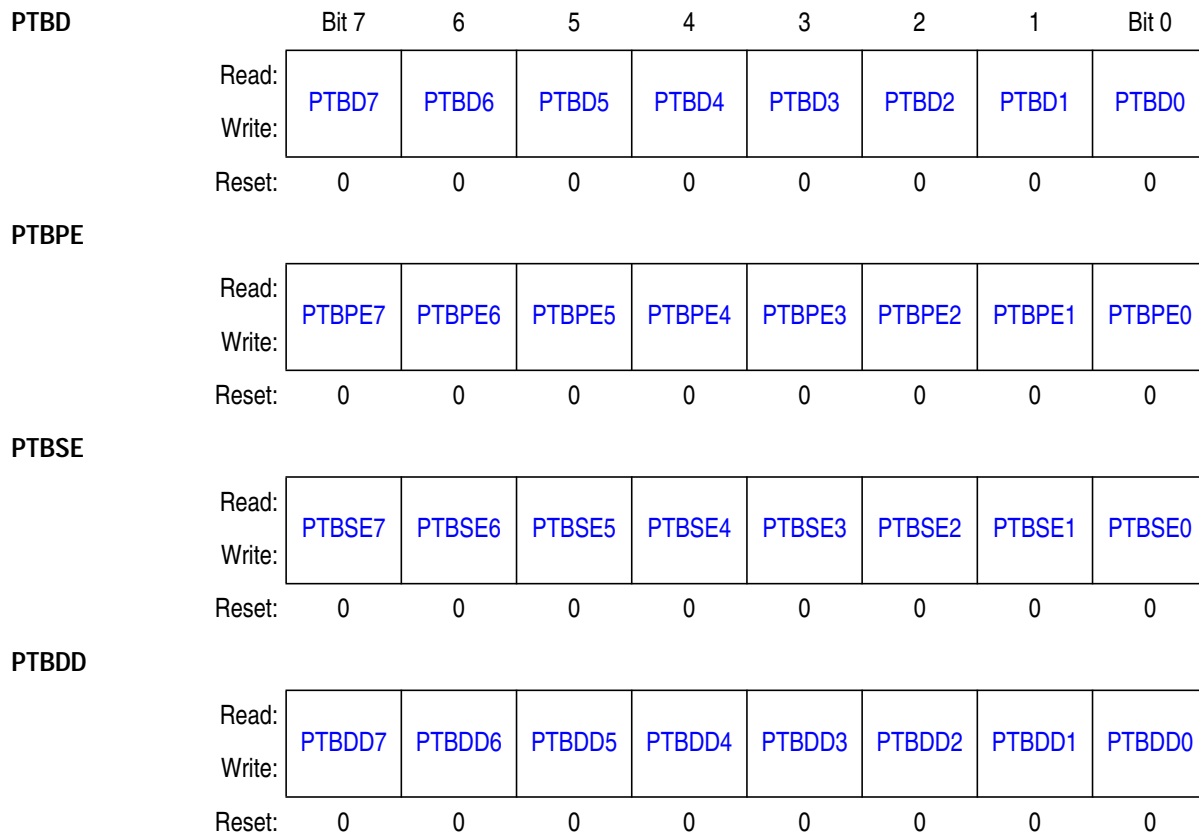 PTBD Bit 7 6 5 4 3 2 1 Bit 0
Read:
PTBD7 PTBD6 PTBD5 PTBD4 PTBD3 PTBD2 PTBD1 PTBD0
Write:
Reset: 0 0 0 0 0 0 0 0
PTBPE
Read:
PTBPE7 PTBPE6 PTBPE5 PTBPE4 PTBPE3 PTBPE2 PTBPE1 PTBPE0
Write:
Reset: 0 0 0 0 0 0 0 0
PTBSE
Read:
PTBSE7 PTBSE6 PTBSE5 PTBSE4 PTBSE3 PTBSE2 PTBSE1 PTBSE0
Write:
Reset: 0 0 0 0 0 0 0 0
PTBDD
Read:
PTBDD7 PTBDD6 PTBDD5 PTBDD4 PTBDD3 PTBDD2 PTBDD1 PTBDD0
Write:
Reset: 0 0 0 0 0 0 0 0